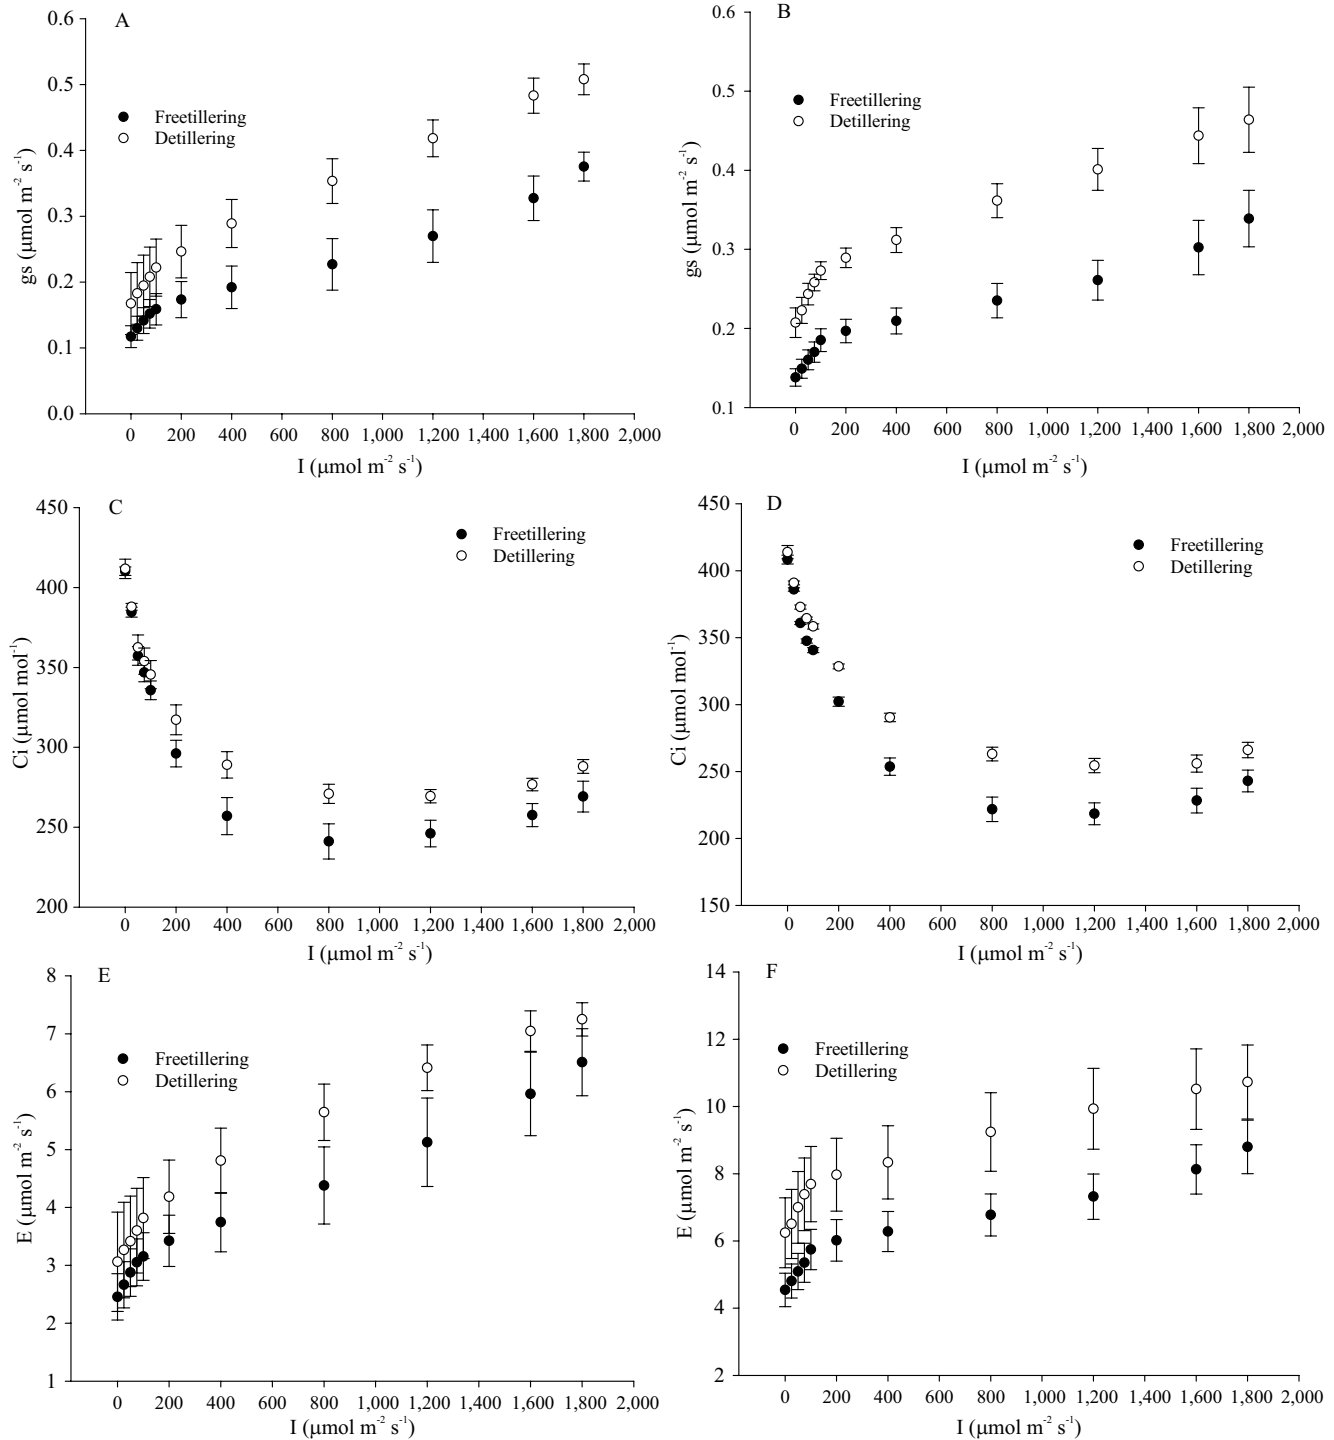 A
0.6
0.5
0.4
0.3
0.2
0.1
0.0
gs (μmol m⁻² s⁻¹)
Freetillering
Detillering
0 200 400 600 800 1,000 1,200 1,400 1,600 1,800 2,000
I (μmol m⁻² s⁻¹)
B
0.6
0.5
0.4
0.3
0.2
0.1
gs (μmol m⁻² s⁻¹)
Freetillering
Detillering
0 200 400 600 800 1,000 1,200 1,400 1,600 1,800 2,000
I (μmol m⁻² s⁻¹)
C
450
400
350
300
250
200
Ci (μmol mol⁻¹)
Freetillering
Detillering
0 200 400 600 800 1,000 1,200 1,400 1,600 1,800 2,000
I (μmol m⁻² s⁻¹)
D
450
400
350
300
250
200
150
Ci (μmol mol⁻¹)
Freetillering
Detillering
0 200 400 600 800 1,000 1,200 1,400 1,600 1,800 2,000
I (μmol m⁻² s⁻¹)
E
8
7
6
5
4
3
2
1
E (μmol m⁻² s⁻¹)
Freetillering
Detillering
0 200 400 600 800 1,000 1,200 1,400 1,600 1,800 2,000
I (μmol m⁻² s⁻¹)
F
14
12
10
8
6
4
2
E (μmol m⁻² s⁻¹)
Freetillering
Detillering
0 200 400 600 800 1,000 1,200 1,400 1,600 1,800 2,000
I (μmol m⁻² s⁻¹)